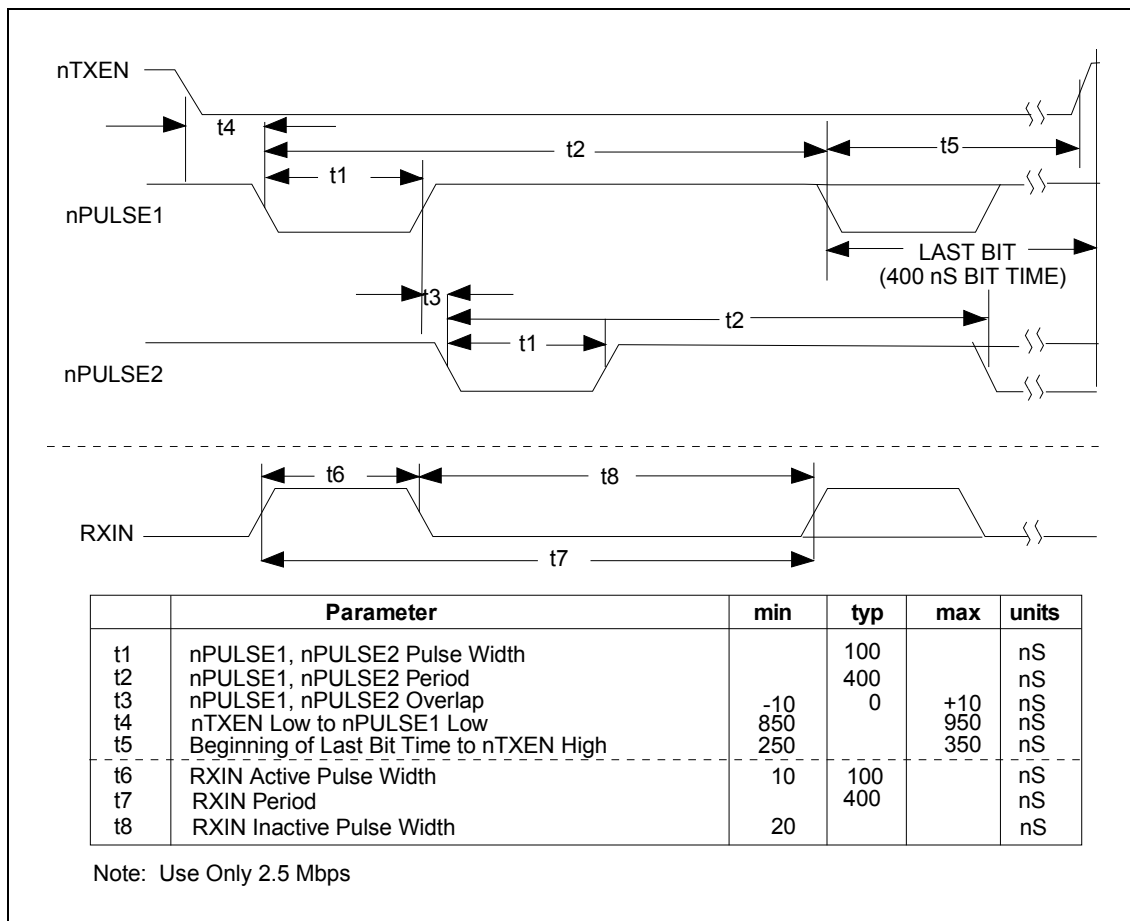 nTXEN
t4
t2
t5
t1
nPULSE1
LAST BIT
(400 nS BIT TIME)
t3
t2
t1
nPULSE2
t6
t8
RXIN
t7
Parameter min typ max units
t1 nPULSE1, nPULSE2 Pulse Width 100 nS
t2 nPULSE1, nPULSE2 Period 400 nS
t3 nPULSE1, nPULSE2 Overlap -10 0 +10 nS
t4 nTXEN Low to nPULSE1 Low 850 950 nS
t5 Beginning of Last Bit Time to nTXEN High 250 350 nS
t6 RXIN Active Pulse Width 10 100 nS
t7 RXIN Period 400 nS
t8 RXIN Inactive Pulse Width 20 nS
Note: Use Only 2.5 Mbps